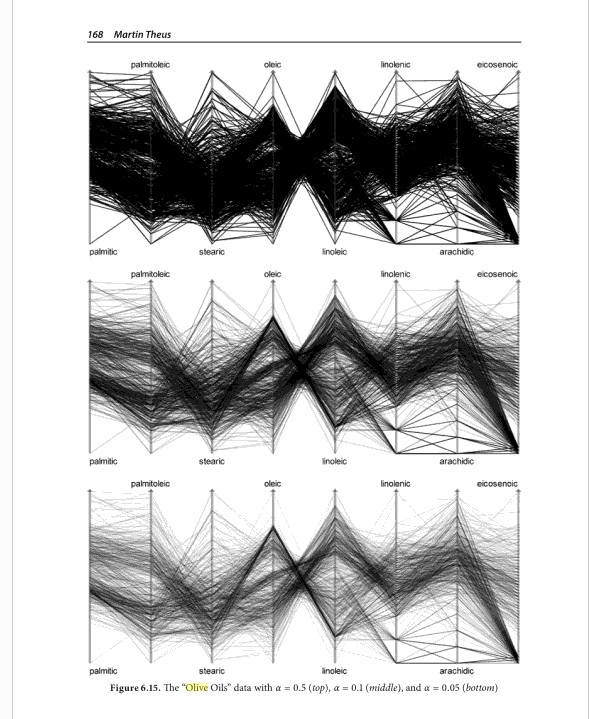 168 Martin Theus
palmitoleic oleic linolenic eicosenoic
palmitic stearic linoleic arachidic
palmitoleic oleic linolenic eicosenoic
palmitic stearic linoleic arachidic
palmitoleic oleic linolenic eicosenoic
palmitic stearic linoleic arachidic
Figure 6.15. The “Olive Oils” data with α = 0.5 (top), α = 0.1 (middle), and α = 0.05 (bottom)